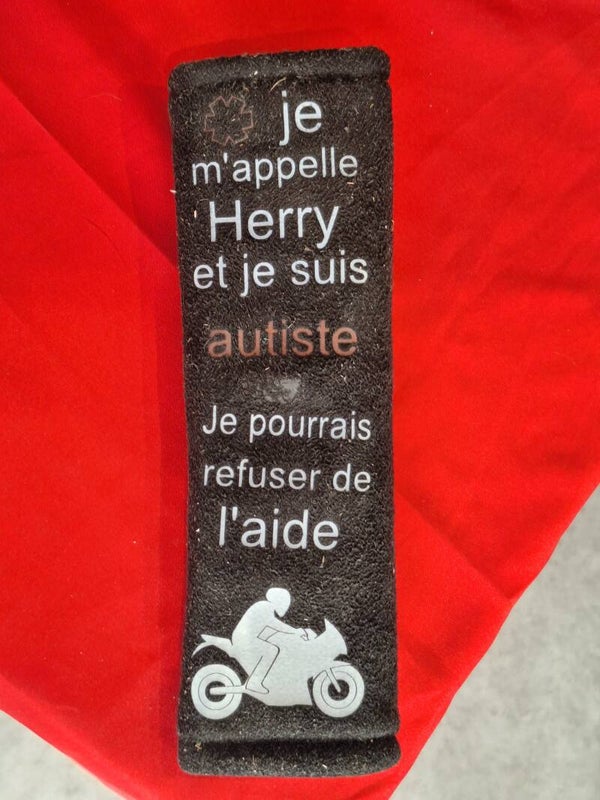 je
m'appelle
Herry
et je suis
autiste
Je pourrais
refuser de
l'aide